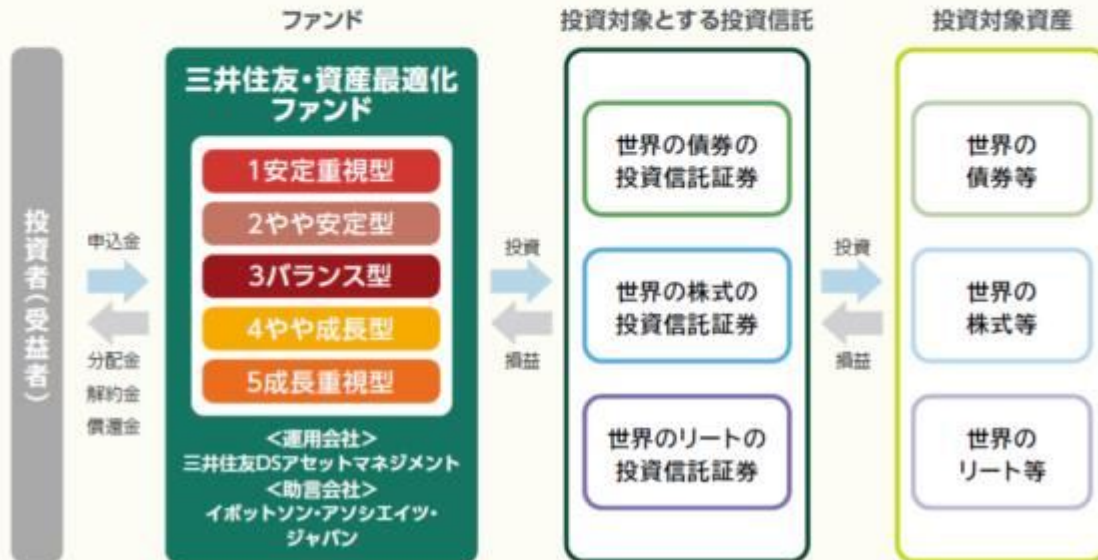 ファンド
投資対象とする投資信託
投資対象資産
投資者(受益者)
申込金
分配金
解約金
償還金
三井住友・資産最適化
ファンド
1安定重視型
2やや安定型
3バランス型
4やや成長型
5成長重視型
<運用会社>
三井住友DSアセットマネジメント
<助言会社>
イボットソン・アソシエイツ・
ジャパン
投資
損益
世界の債券の
投資信託証券
世界の株式の
投資信託証券
世界のリートの
投資信託証券
投資
損益
世界の
債券等
世界の
株式等
世界の
リート等